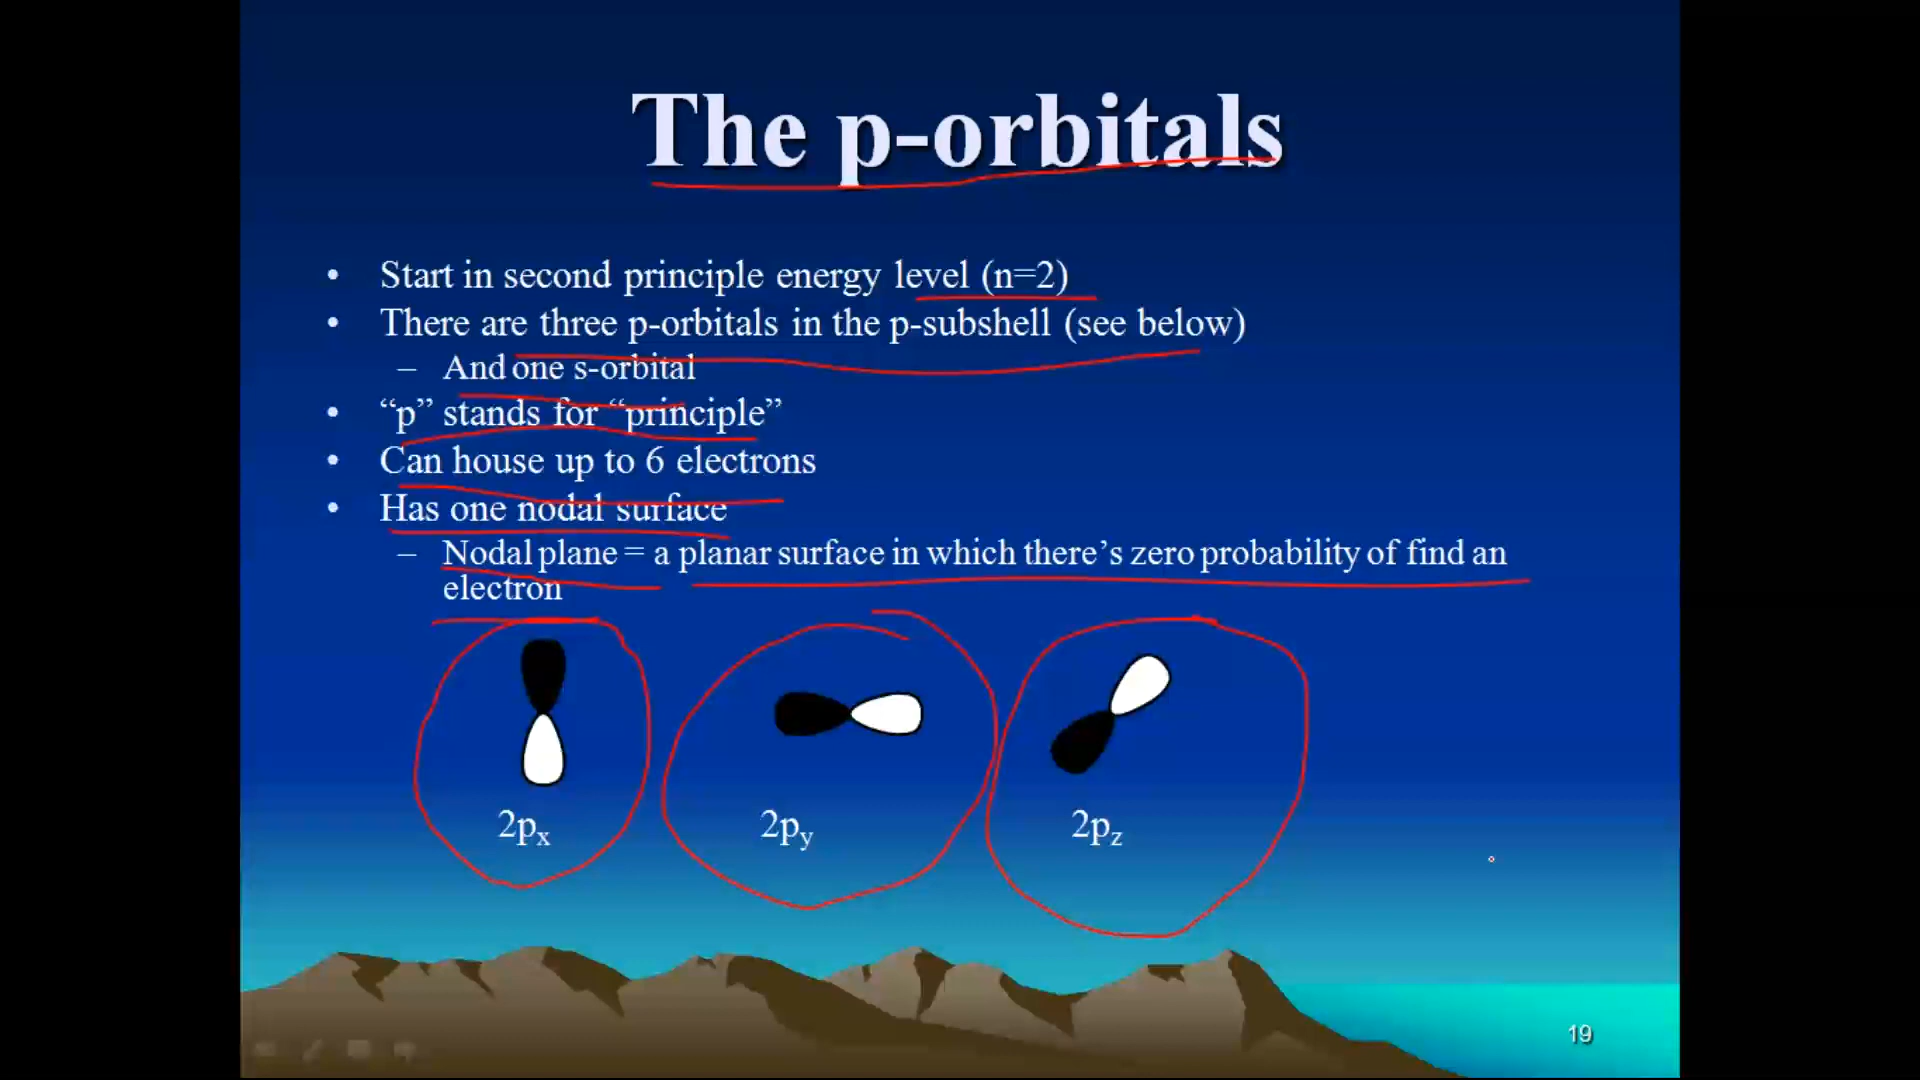 The p-orbitals
• Start in second principle energy level (n=2)
• There are three p-orbitals in the p-subshell (see below)
– And one s-orbital
• “p” stands for “principle”
• Can house up to 6 electrons
• Has one nodal surface
– Nodal plane = a planar surface in which there’s zero probability of find an
electron
2pₓ 2pᵧ 2p_z
19